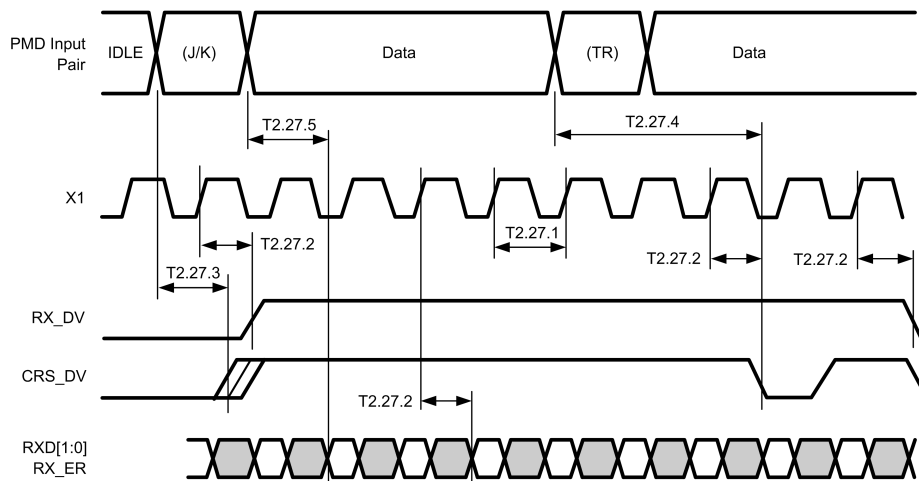 PMD Input
Pair
IDLE
(J/K)
Data
(TR)
Data
T2.27.5
T2.27.4
X1
T2.27.2
T2.27.1
T2.27.2
T2.27.2
T2.27.3
RX_DV
CRS_DV
T2.27.2
RXD[1:0]
RX_ER